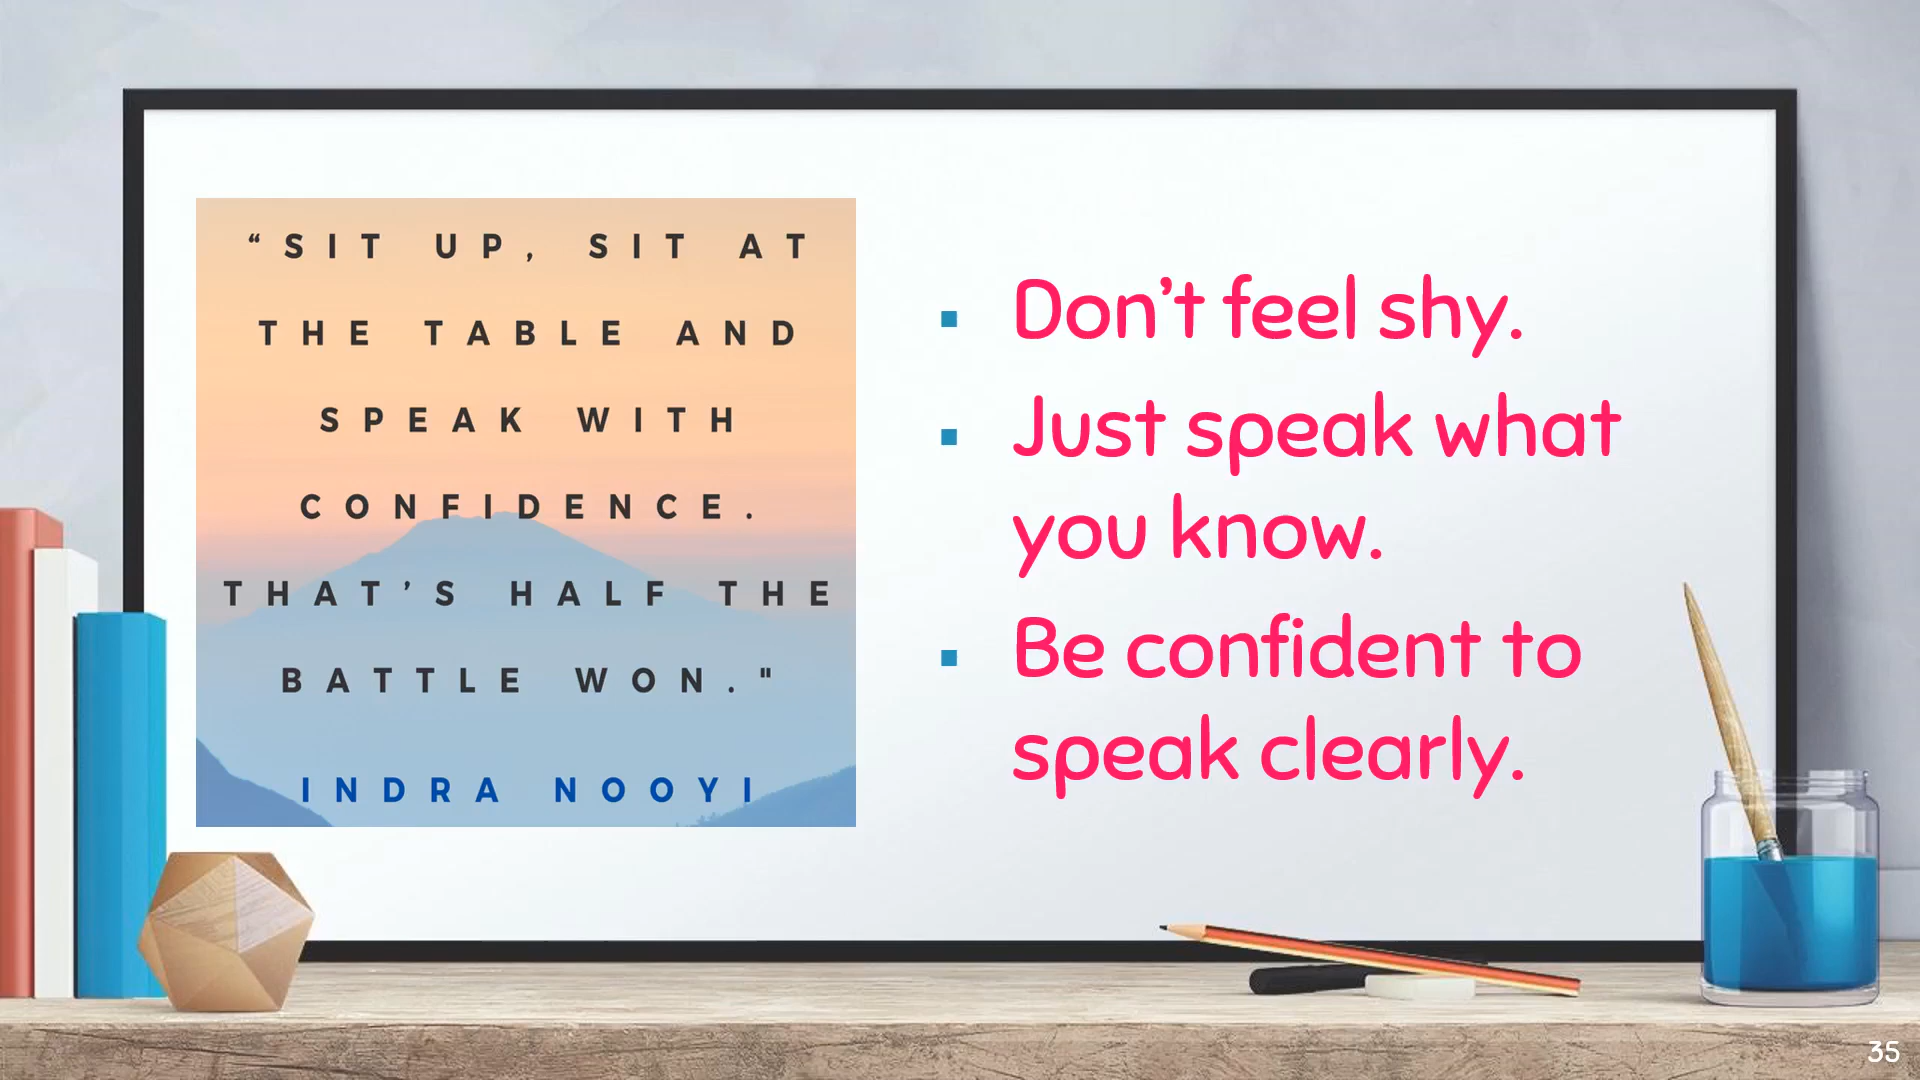 “SIT UP, SIT AT
THE TABLE AND
SPEAK WITH
CONFIDENCE.
THAT’S HALF THE
BATTLE WON."
INDRA NOOYI
▪ Don’t feel shy.
▪ Just speak what
you know.
▪ Be confident to
speak clearly.
35